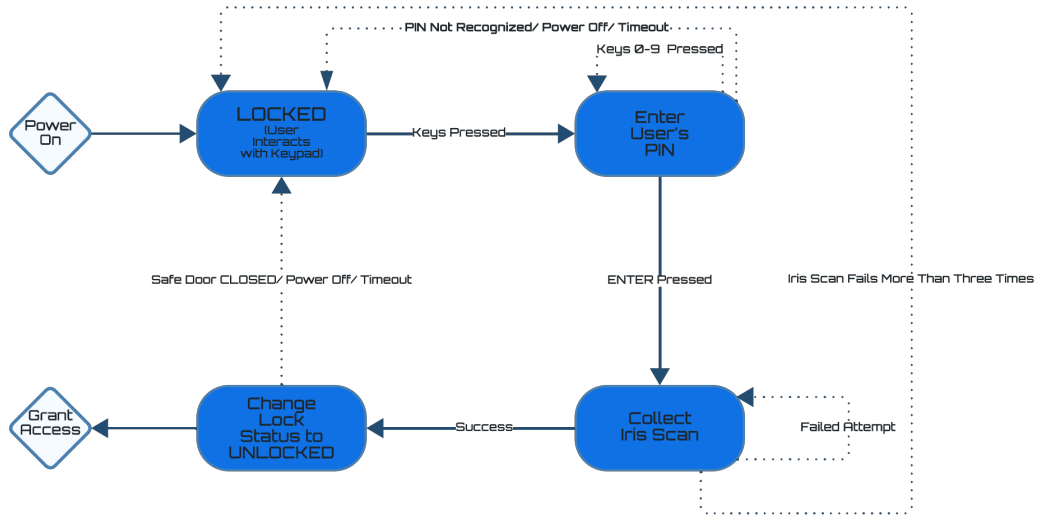 PIN Not Recognized/ Power Off/ Timeout
Keys 0-9 Pressed
Power
On
LOCKED
(User
Interacts
with Keypad)
Keys Pressed
Enter
User's
PIN
Safe Door CLOSED/ Power Off/ Timeout
ENTER Pressed
Iris Scan Fails More Than Three Times
Grant
Access
Change
Lock
Status to
UNLOCKED
Success
Collect
Iris Scan
Failed Attempt